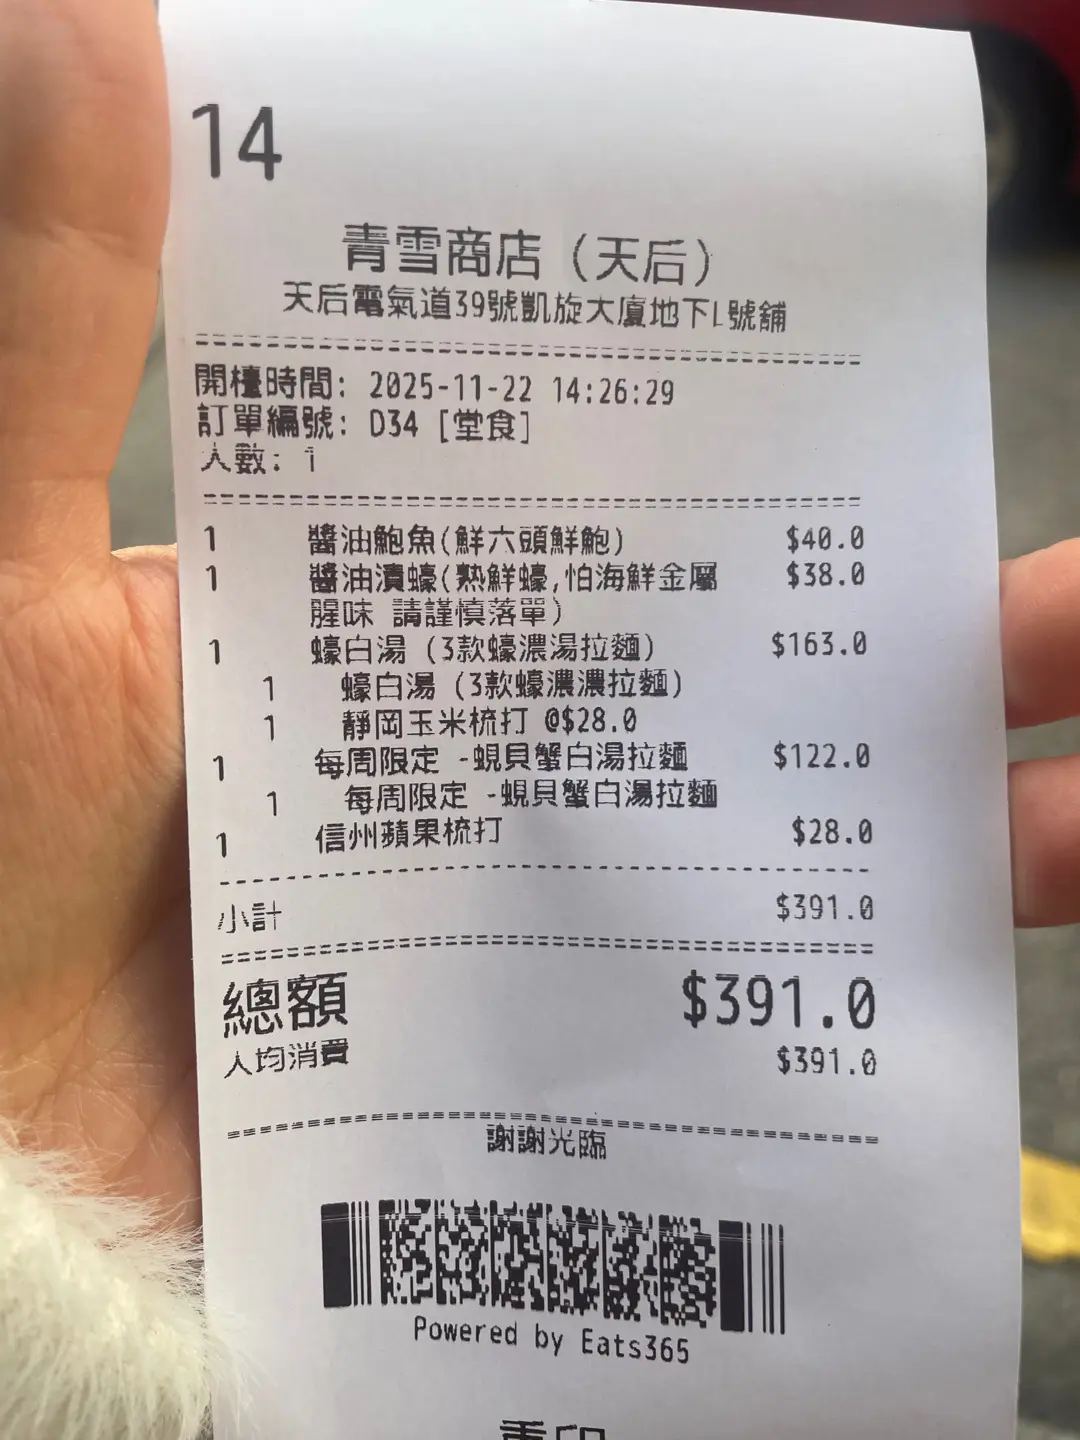 14
青雪商店（天后）
天后電氣道39號凱旋大廈地下L號舖
開檯時間: 2025-11-22 14:26:29
訂單編號: D34 [堂食]
人數: 1
1 醬油鮑魚(鮮六頭鮮鮑) $40.0
1 醬油漬蠔(熟鮮蠔,怕海鮮金屬 $38.0
腥味 請謹慎落單)
1 蠔白湯 (3款蠔濃湯拉麵) $163.0
1 蠔白湯 (3款蠔濃濃拉麵)
1 靜岡玉米梳打 @$28.0
1 每周限定 -蜆貝蟹白湯拉麵 $122.0
1 每周限定 -蜆貝蟹白湯拉麵
1 信州蘋果梳打 $28.0
小計 $391.0
總額 $391.0
人均消費 $391.0
謝謝光臨
Powered by Eats365
重印